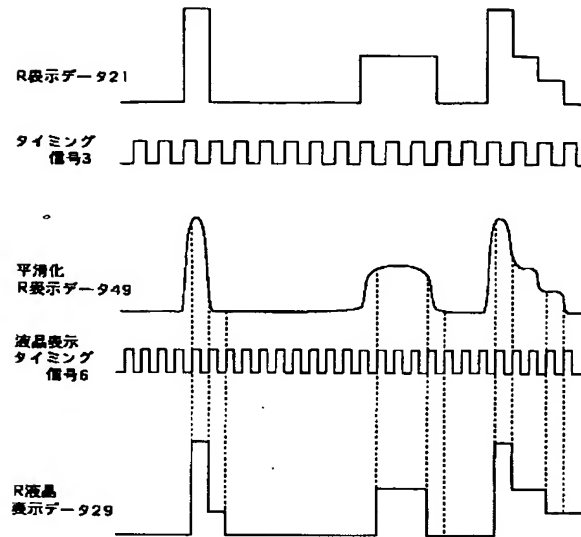 R表示データ21
タイミング
信号3
平滑化
R表示データ49
液晶表示
タイミング
信号6
R液晶
表示データ29